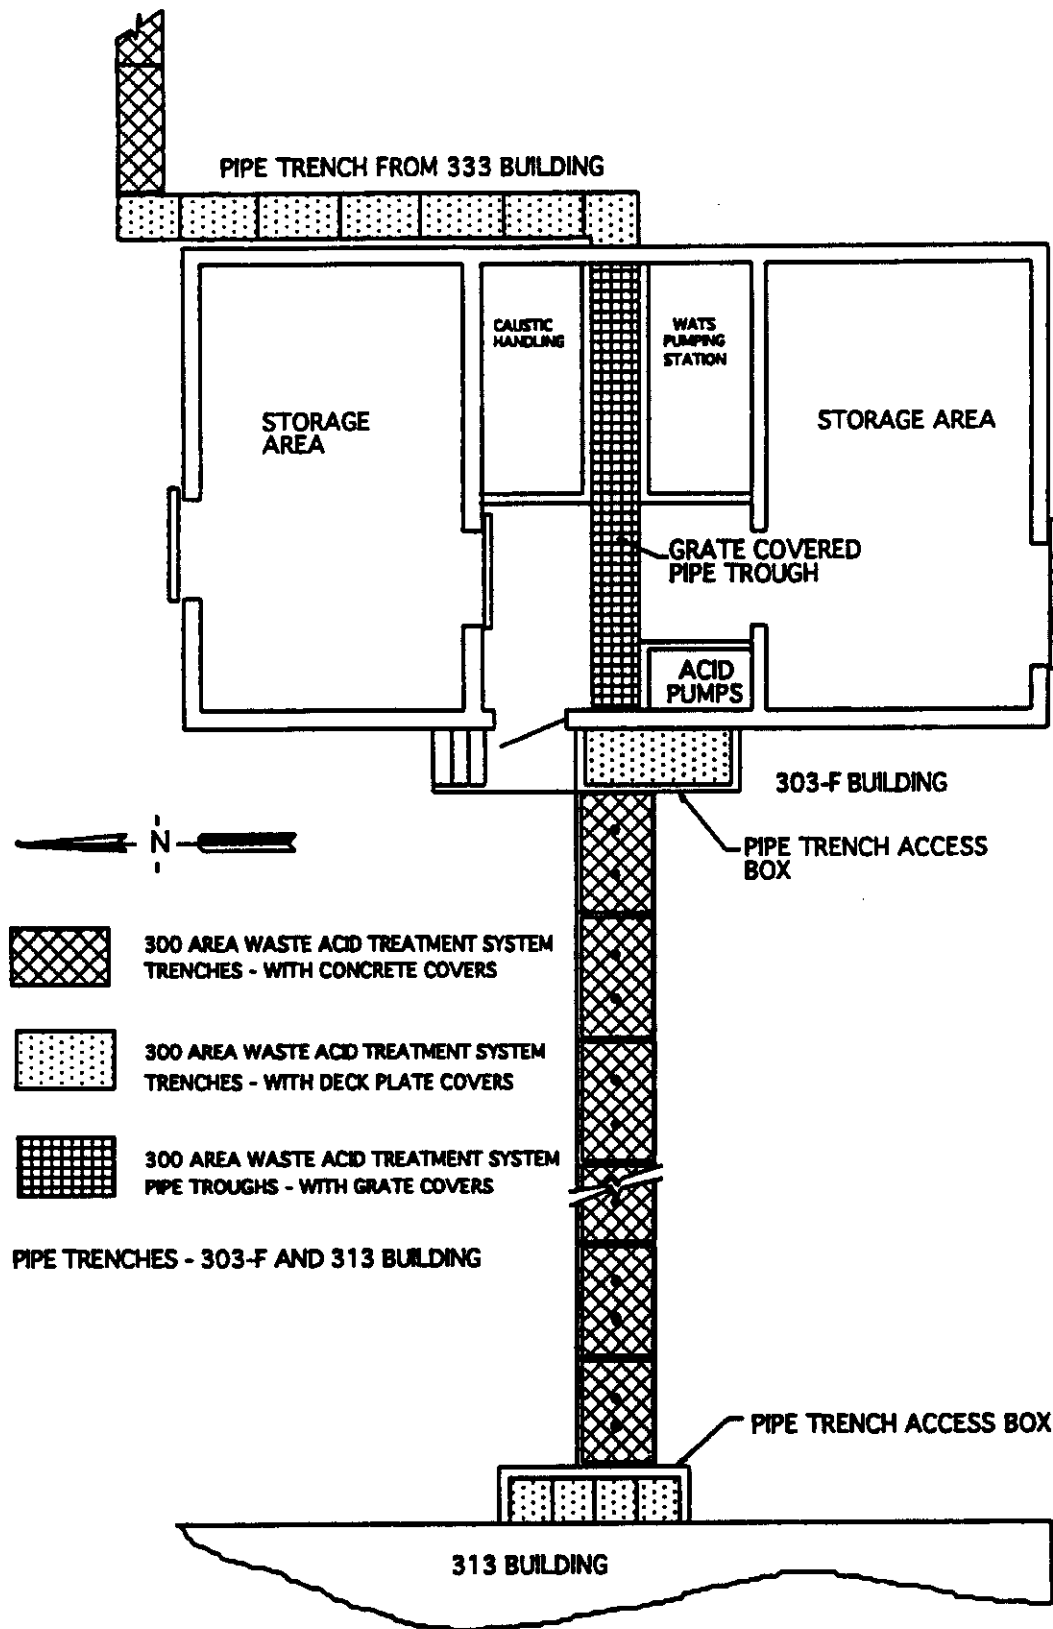 PIPE TRENCH FROM 333 BUILDING
CAUSTIC
HANDLING
WATS
PUMPING
STATION
STORAGE
AREA
STORAGE AREA
GRATE COVERED
PIPE TROUGH
ACID
PUMPS
303-F BUILDING
PIPE TRENCH ACCESS
BOX
N
300 AREA WASTE ACID TREATMENT SYSTEM
TRENCHES - WITH CONCRETE COVERS
300 AREA WASTE ACID TREATMENT SYSTEM
TRENCHES - WITH DECK PLATE COVERS
300 AREA WASTE ACID TREATMENT SYSTEM
PIPE TROUGHS - WITH GRATE COVERS
PIPE TRENCHES - 303-F AND 313 BUILDING
PIPE TRENCH ACCESS BOX
313 BUILDING